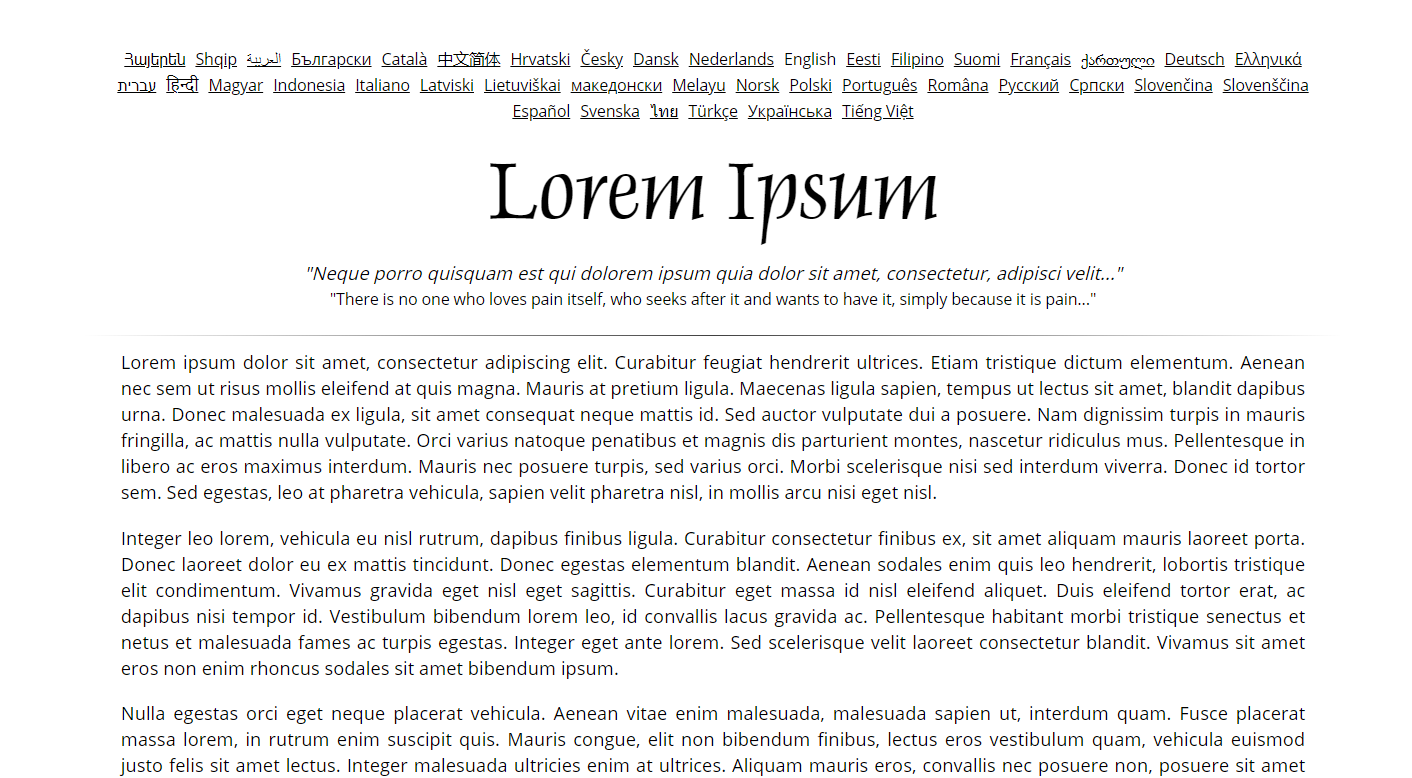 Հայերեն Shqip العربية Български Català 中文简体 Hrvatski Česky Dansk Nederlands English Eesti Filipino Suomi Français ქართული Deutsch Ελληνικά
עברית हिन्दी Magyar Indonesia Italiano Latviski Lietuviškai македонски Melayu Norsk Polski Português Româna Русский Српски Slovenčina Slovenščina
Español Svenska ไทย Türkçe Українська Tiếng Việt
Lorem Ipsum
"Neque porro quisquam est qui dolorem ipsum quia dolor sit amet, consectetur, adipisci velit..."
"There is no one who loves pain itself, who seeks after it and wants to have it, simply because it is pain..."
Lorem ipsum dolor sit amet, consectetur adipiscing elit. Curabitur feugiat hendrerit ultrices. Etiam tristique dictum elementum. Aenean
nec sem ut risus mollis eleifend at quis magna. Mauris at pretium ligula. Maecenas ligula sapien, tempus ut lectus sit amet, blandit dapibus
urna. Donec malesuada ex ligula, sit amet consequat neque mattis id. Sed auctor vulputate dui a posuere. Nam dignissim turpis in mauris
fringilla, ac mattis nulla vulputate. Orci varius natoque penatibus et magnis dis parturient montes, nascetur ridiculus mus. Pellentesque in
libero ac eros maximus interdum. Mauris nec posuere turpis, sed varius orci. Morbi scelerisque nisi sed interdum viverra. Donec id tortor
sem. Sed egestas, leo at pharetra vehicula, sapien velit pharetra nisl, in mollis arcu nisi eget nisl.
Integer leo lorem, vehicula eu nisl rutrum, dapibus finibus ligula. Curabitur consectetur finibus ex, sit amet aliquam mauris laoreet porta.
Donec laoreet dolor eu ex mattis tincidunt. Donec egestas elementum blandit. Aenean sodales enim quis leo hendrerit, lobortis tristique
elit condimentum. Vivamus gravida eget nisl eget sagittis. Curabitur eget massa id nisl eleifend aliquet. Duis eleifend tortor erat, ac
dapibus nisi tempor id. Vestibulum bibendum lorem leo, id convallis lacus gravida ac. Pellentesque habitant morbi tristique senectus et
netus et malesuada fames ac turpis egestas. Integer eget ante lorem. Sed scelerisque velit laoreet consectetur blandit. Vivamus sit amet
eros non enim rhoncus sodales sit amet bibendum ipsum.
Nulla egestas orci eget neque placerat vehicula. Aenean vitae enim malesuada, malesuada sapien ut, interdum quam. Fusce placerat
massa lorem, in rutrum enim suscipit quis. Mauris congue, elit non bibendum finibus, lectus eros vestibulum quam, vehicula euismod
justo felis sit amet lectus. Integer malesuada ultricies enim at ultrices. Aliquam mauris eros, convallis nec posuere non, posuere sit amet